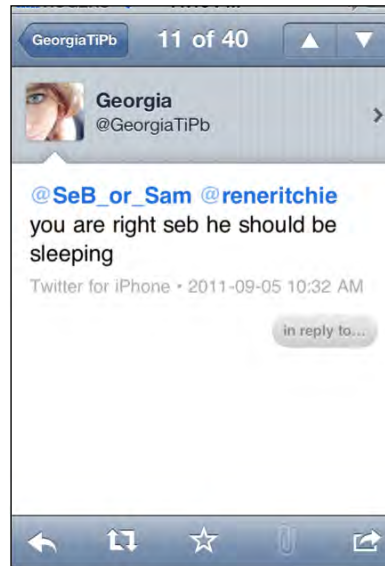 GeorgiaTiPb
11 of 40
Georgia
@GeorgiaTiPb
@SeB_or_Sam @reneritchie
you are right seb he should be
sleeping
Twitter for iPhone • 2011-09-05 10:32 AM
in reply to...